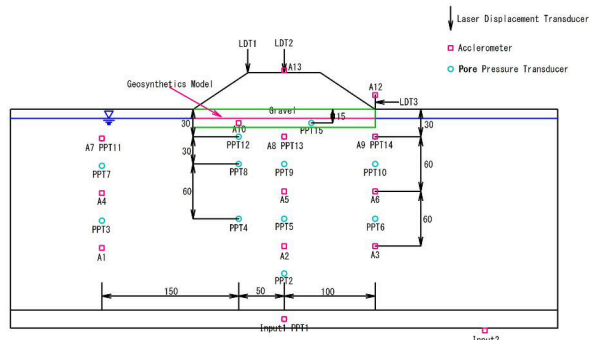 Laser Displacement Transducer
LDT1 LDT2
Acclerometer
A13
Pore Pressure Transducer
Geosynthetics Model
A12
LDT3
Gravel
15
30
A10
PPT15
30
A7 PPT11
PPT12
A8 PPT13
A9 PPT14
30
60
PPT7
PPT8
PPT9
PPT10
A4
60
A5
A6
PPT3
PPT4
PPT5
PPT6
60
A1
A2
A3
PPT2
150
50
100
Input1 PPT1
Input2